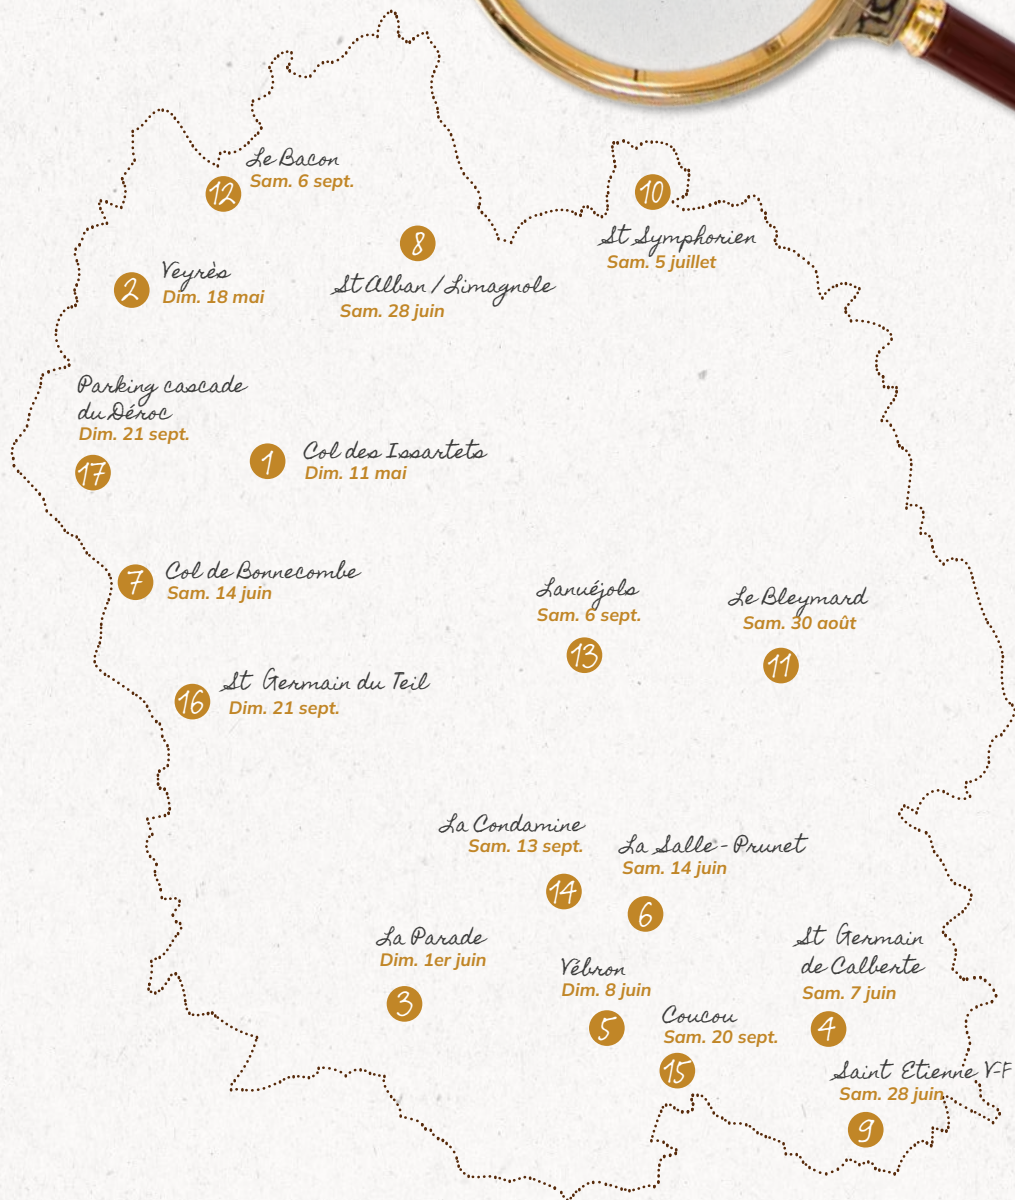 Le Bacon
Sam. 6 sept.
12
10
St Symphorien
Sam. 5 juillet
8
St Alban / Limagnole
Sam. 28 juin
2
Veyrès
Dim. 18 mai
Parking cascade
du Déroc
Dim. 21 sept.
17
1
Col des Issartets
Dim. 11 mai
7
Col de Bonnecombe
Sam. 14 juin
Lanuéjols
Sam. 6 sept.
13
Le Bleymard
Sam. 30 août
11
16
St Germain du Teil
Dim. 21 sept.
La Condamine
Sam. 13 sept.
14
La Salle - Prunet
Sam. 14 juin
6
La Parade
Dim. 1er juin
3
Vébron
Dim. 8 juin
5
St Germain
de Calberte
Sam. 7 juin
4
Coucou
Sam. 20 sept.
15
Saint Etienne V-F
Sam. 28 juin
9